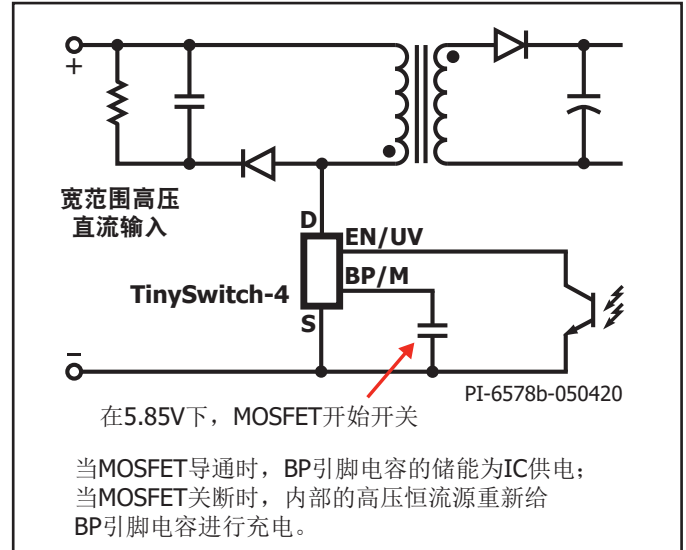 +
宽范围高压
直流输入
D
EN/UV
BP/M
TinySwitch-4
S
–
PI-6578b-050420
在5.85V下，MOSFET开始开关
当MOSFET导通时，BP引脚电容的储能为IC供电；
当MOSFET关断时，内部的高压恒流源重新给
BP引脚电容进行充电。